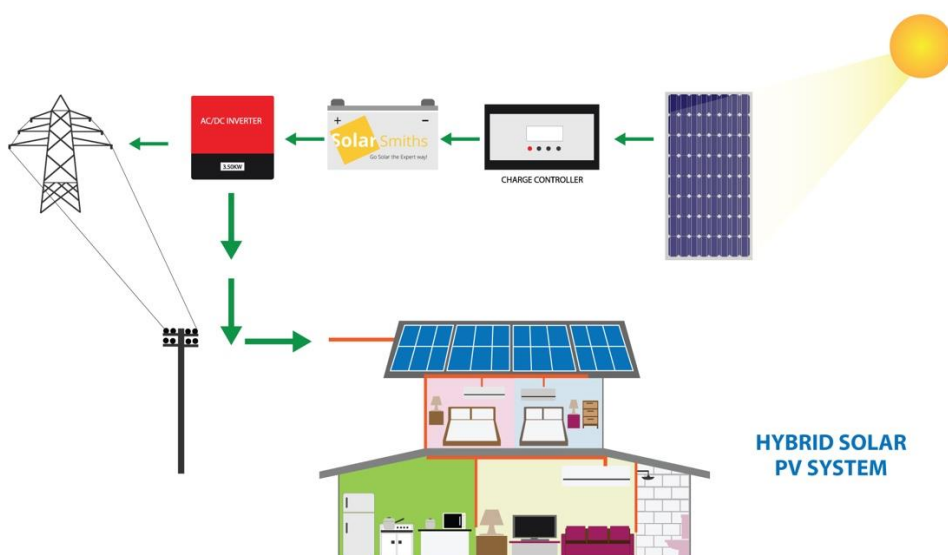 AC/DC INVERTER
3.50KW
+ −
SolarSmiths
Go Solar the Expert way!
CHARGE CONTROLLER
HYBRID SOLAR
PV SYSTEM